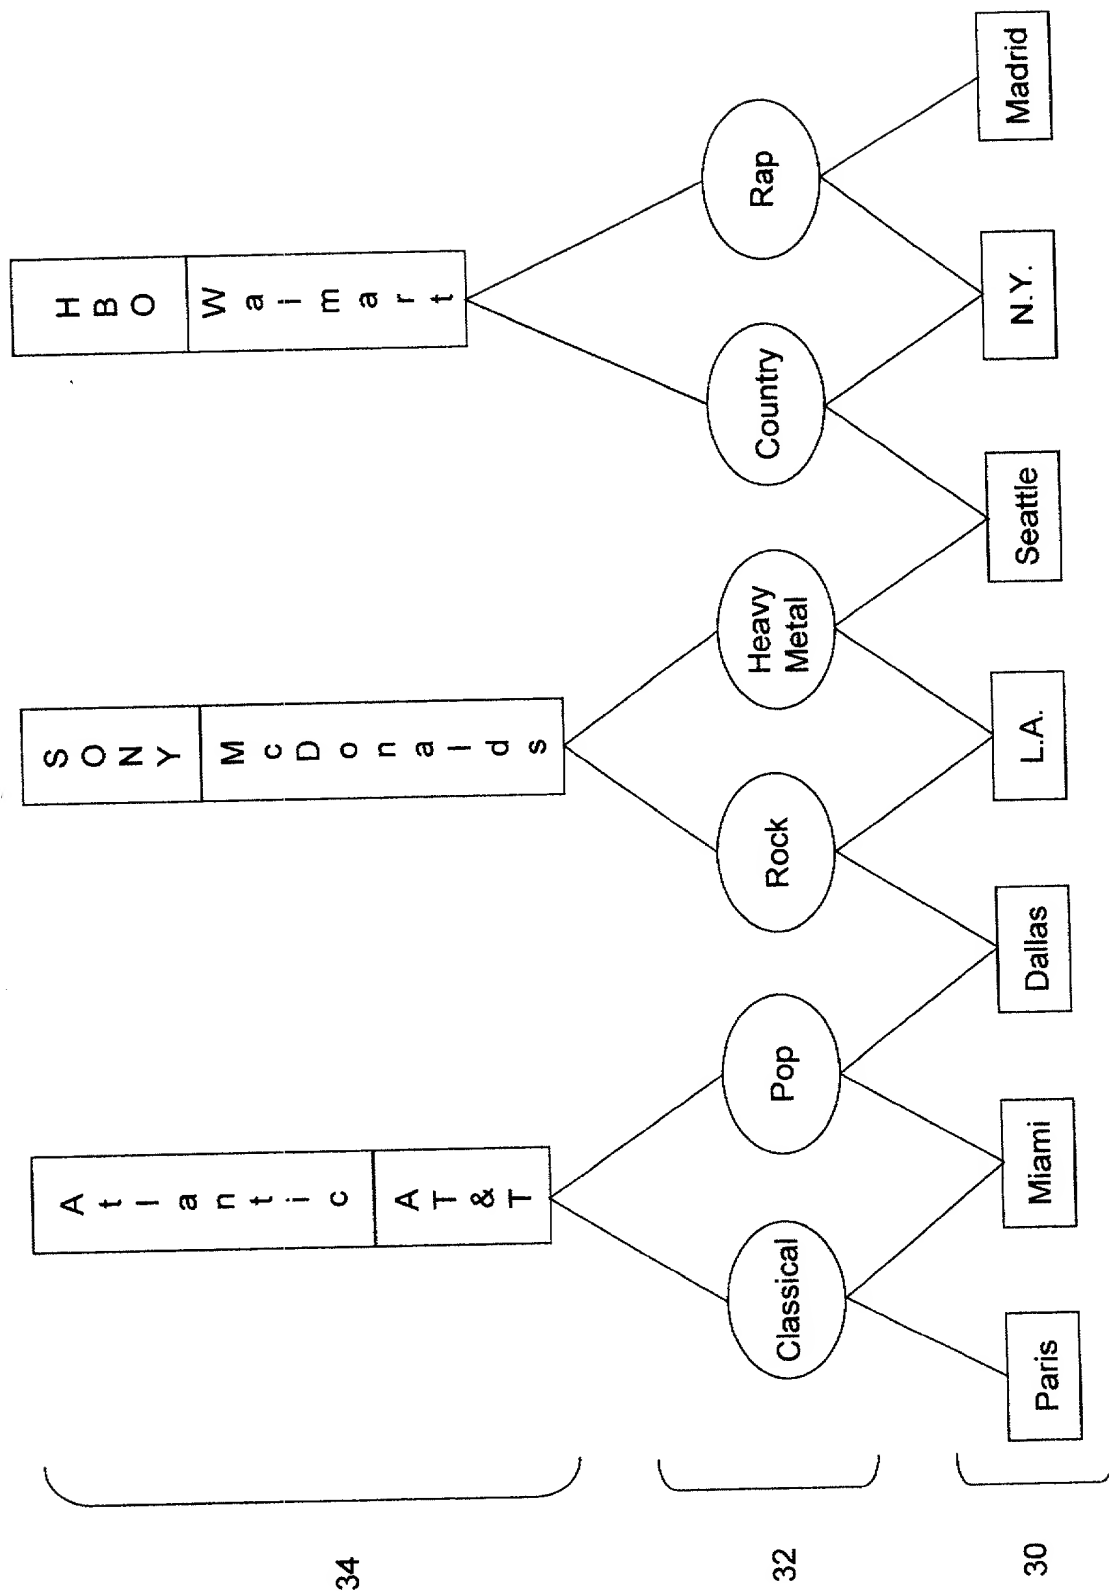 34
Atlantic
AT&T
SONY
McDonalds
HBO
Walmart
32
Classical
Pop
Rock
Heavy
Metal
Country
Rap
30
Paris
Miami
Dallas
L.A.
Seattle
N.Y.
Madrid